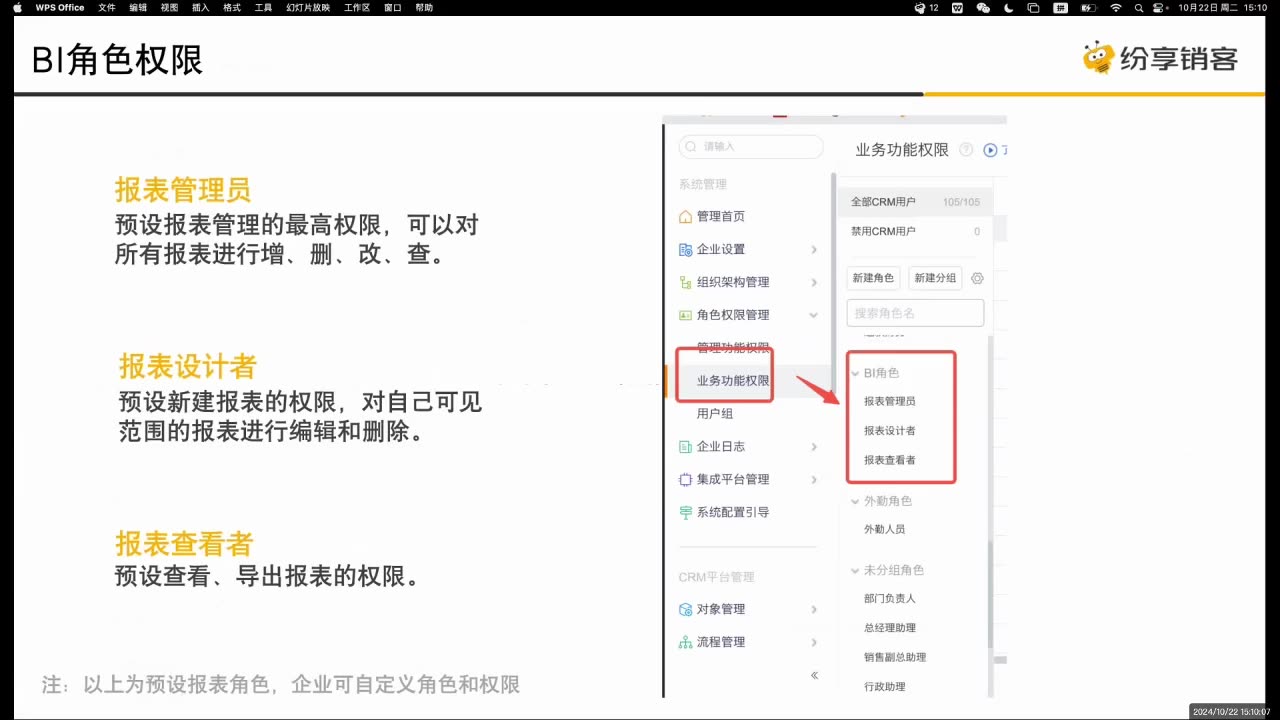 WPS Office 文件 编辑 视图 插入 格式 工具 幻灯片放映 工作区 窗口 帮助 12 拼 10月22日 周二 15:10
BI角色权限
纷享销客
报表管理员
预设报表管理的最高权限，可以对
所有报表进行增、删、改、查。
报表设计者
预设新建报表的权限，对自己可见
范围的报表进行编辑和删除。
报表查看者
预设查看、导出报表的权限。
注：以上为预设报表角色，企业可自定义角色和权限
请输入
系统管理
管理首页
企业设置
组织架构管理
角色权限管理
管理功能权限
业务功能权限
用户组
企业日志
集成平台管理
系统配置引导
CRM平台管理
对象管理
流程管理
业务功能权限
全部CRM用户 105/105
禁用CRM用户 0
新建角色 新建分组
搜索角色名
BI角色
报表管理员
报表设计者
报表查看者
外勤角色
外勤人员
未分组角色
部门负责人
总经理助理
销售副总助理
行政助理
2024/10/22 15:10:07